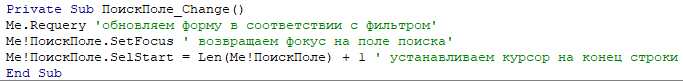 Private Sub ПоискПоле_Change()
Me.Requery 'обновляем форму в соответствии с фильтром'
Me!ПоискПоле.SetFocus ' возвращаем фокус на поле поиска'
Me!ПоискПоле.SelStart = Len(Me!ПоискПоле) + 1 ' устанавливаем курсор на конец строки
End Sub